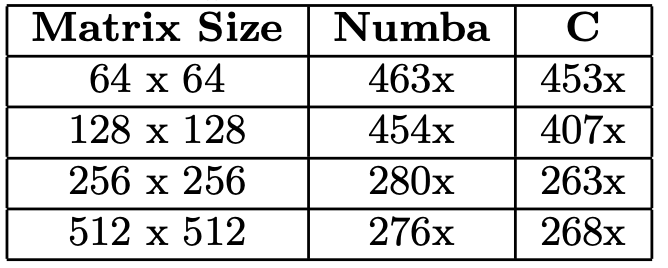 Matrix Size Numba C
64 x 64 463x 453x
128 x 128 454x 407x
256 x 256 280x 263x
512 x 512 276x 268x